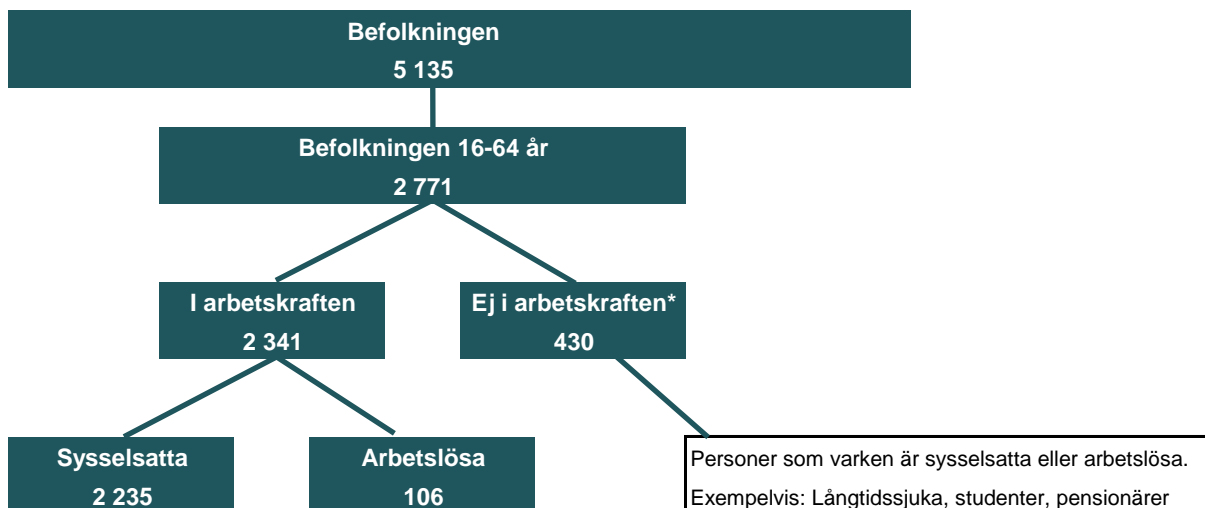 Befolkningen
5 135
Befolkningen 16-64 år
2 771
I arbetskraften
2 341
Ej i arbetskraften*
430
Sysselsatta
2 235
Arbetslösa
106
Personer som varken är sysselsatta eller arbetslösa.
Exempelvis: Långtidssjuka, studenter, pensionärer